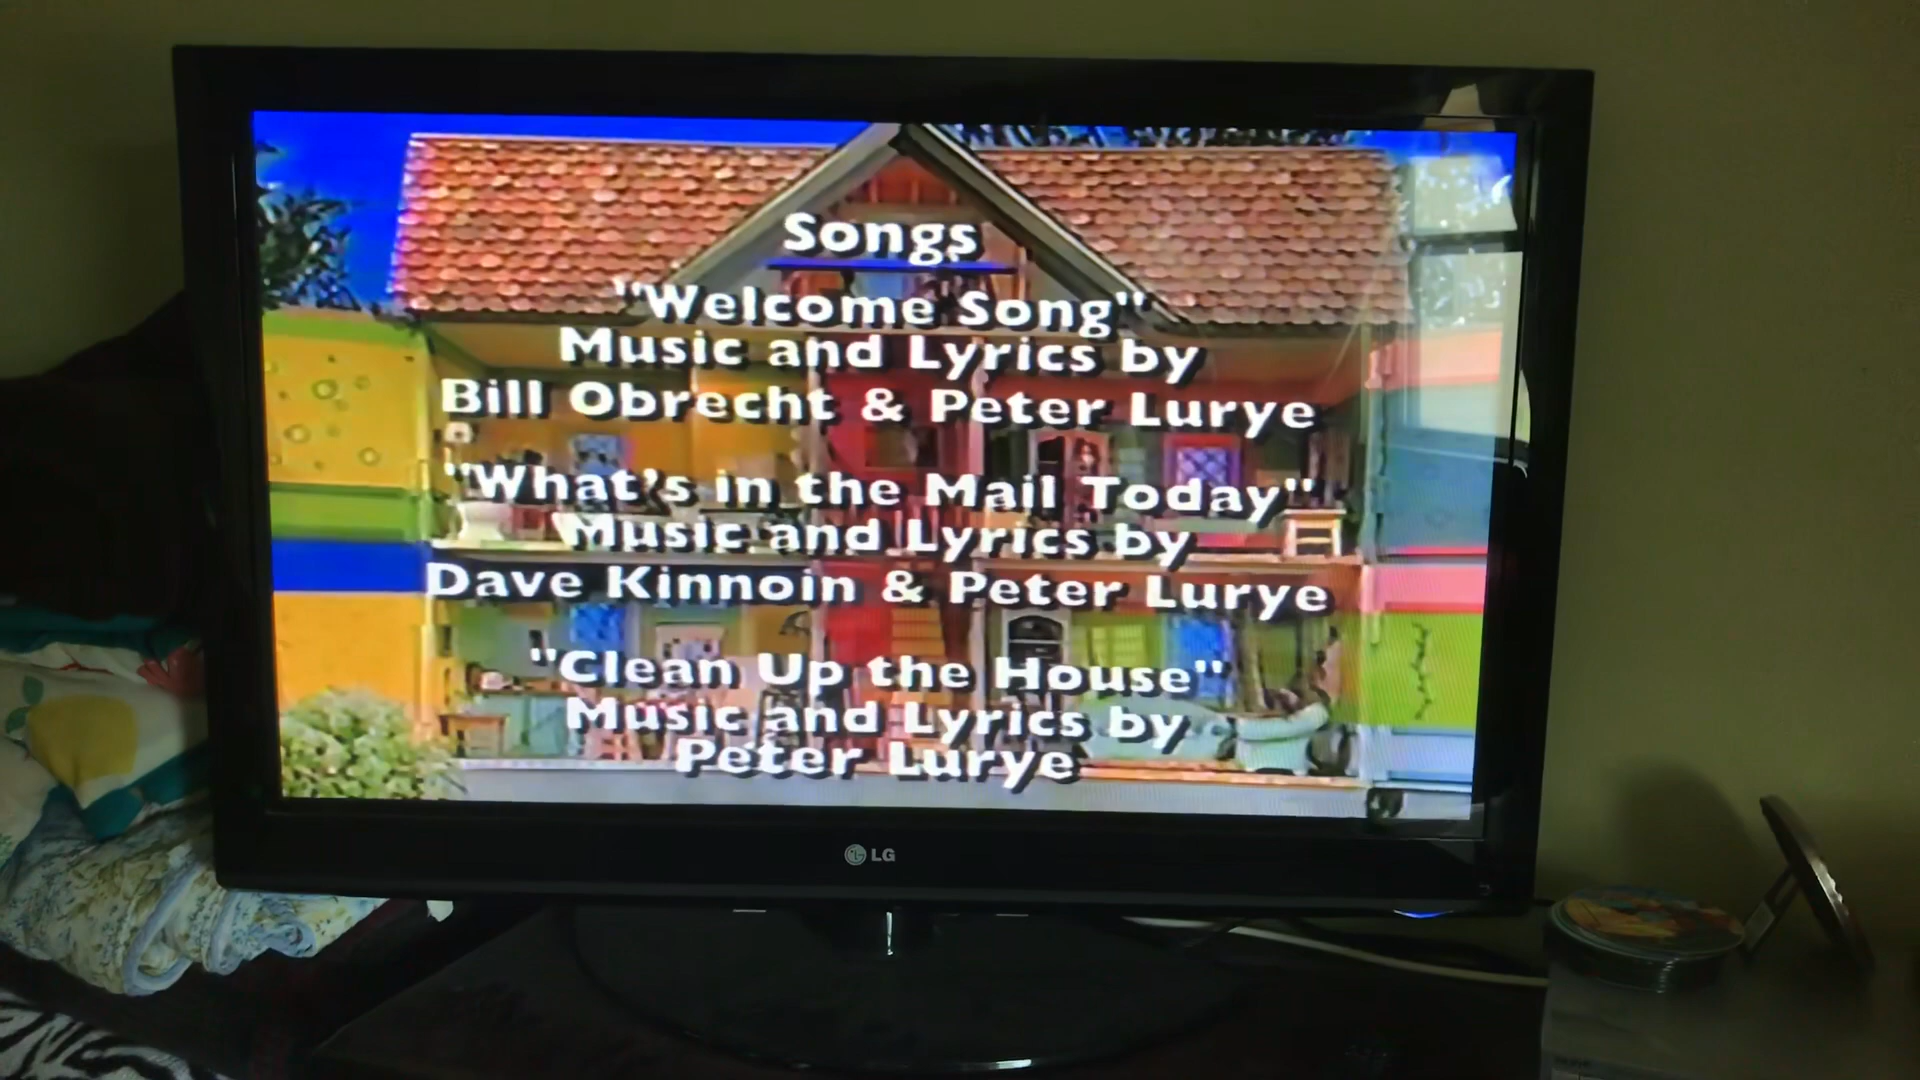 Songs
"Welcome Song"
Music and Lyrics by
Bill Obrecht & Peter Lurye
"What's in the Mail Today"
Music and Lyrics by
Dave Kinnoin & Peter Lurye
"Clean Up the House"
Music and Lyrics by
Peter Lurye
LG